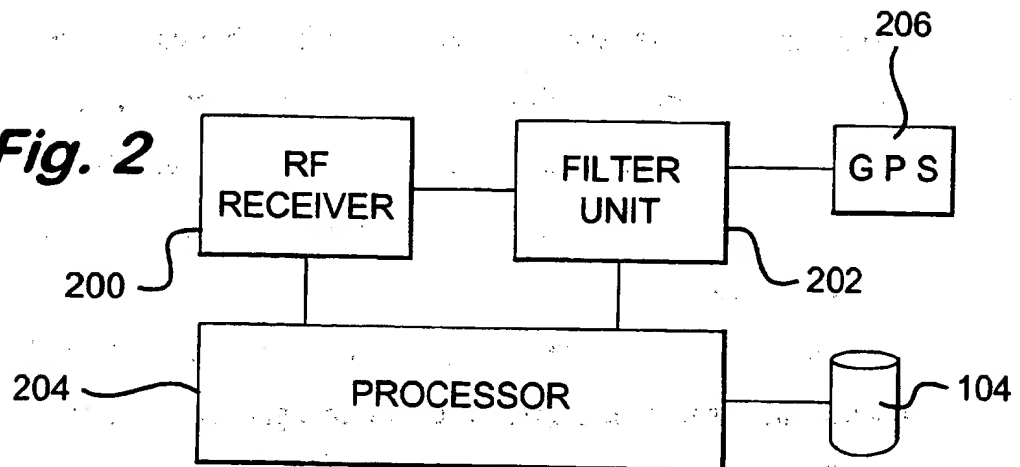 206
Fig. 2
RF
RECEIVER
FILTER
UNIT
G P S
200
202
204
PROCESSOR
104